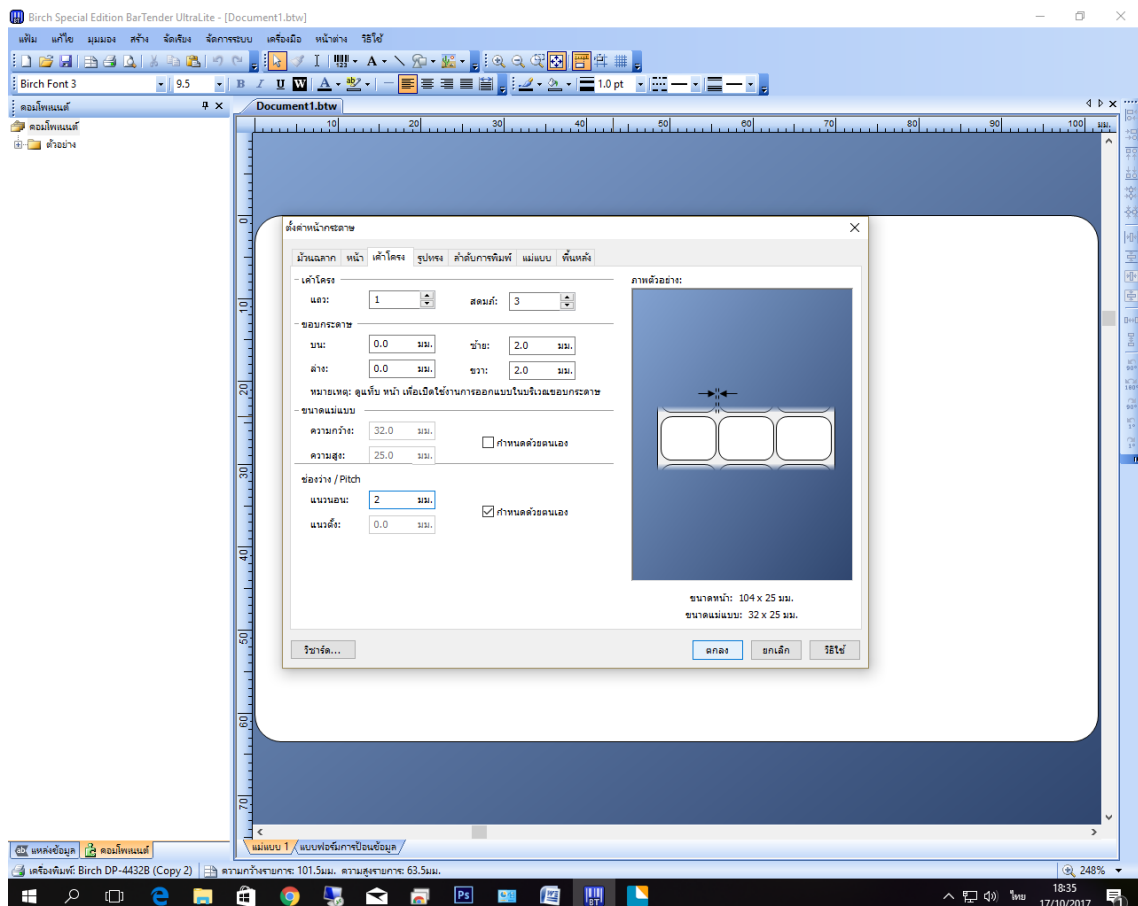 Birch Special Edition BarTender UltraLite - [Document1.btw]
แฟ้ม แก้ไข มุมมอง สร้าง จัดเรียง จัดการระบบ เครื่องมือ หน้าต่าง วิธีใช้
Birch Font 3 9.5 B I U W A 1.0 pt
คอมโพเนนต์
Document1.btw
คอมโพเนนต์
ตัวอย่าง
10 20 30 40 50 60 70 80 90 100 มม.
0 10 20 30 40 50 60 70
ตั้งค่าหน้ากระดาษ
ม้วนฉลาก หน้า เค้าโครง รูปทรง ลำดับการพิมพ์ แม่แบบ พื้นหลัง
เค้าโครง
แถว: 1 สดมภ์: 3
ขอบกระดาษ
บน: 0.0 มม. ซ้าย: 2.0 มม.
ล่าง: 0.0 มม. ขวา: 2.0 มม.
หมายเหตุ: ดูแท็บ หน้า เพื่อเปิดใช้งานการออกแบบในบริเวณขอบกระดาษ
ขนาดแม่แบบ
ความกว้าง: 32.0 มม.
กำหนดด้วยตนเอง
ความสูง: 25.0 มม.
ช่องว่าง / Pitch
แนวนอน: 2 มม.
กำหนดด้วยตนเอง
แนวตั้ง: 0.0 มม.
ภาพตัวอย่าง:
ขนาดหน้า: 104 x 25 มม.
ขนาดแม่แบบ: 32 x 25 มม.
วิซาร์ด... ตกลง ยกเลิก วิธีใช้
แหล่งข้อมูล คอมโพเนนต์
แม่แบบ 1 แบบฟอร์มการป้อนข้อมูล
เครื่องพิมพ์: Birch DP-4432B (Copy 2) ความกว้างรายการ: 101.5มม. ความสูงรายการ: 63.5มม. 248%
ไทย 18:35
17/10/2017